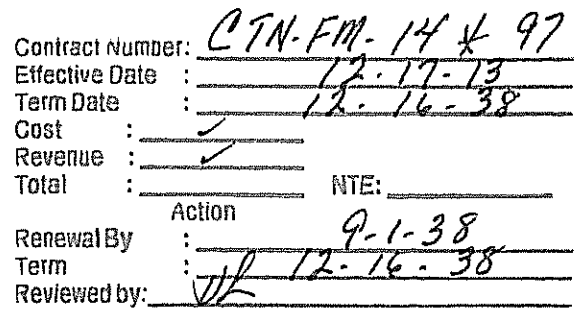 Contract Number: CTN-FM-14 * 97
Effective Date : 12-17-13
Term Date : 12-16-38
Cost : ✓
Revenue : ✓
Total : NTE:
Action
Renewal By : 9-1-38
Term : 12-16-38
Reviewed by: